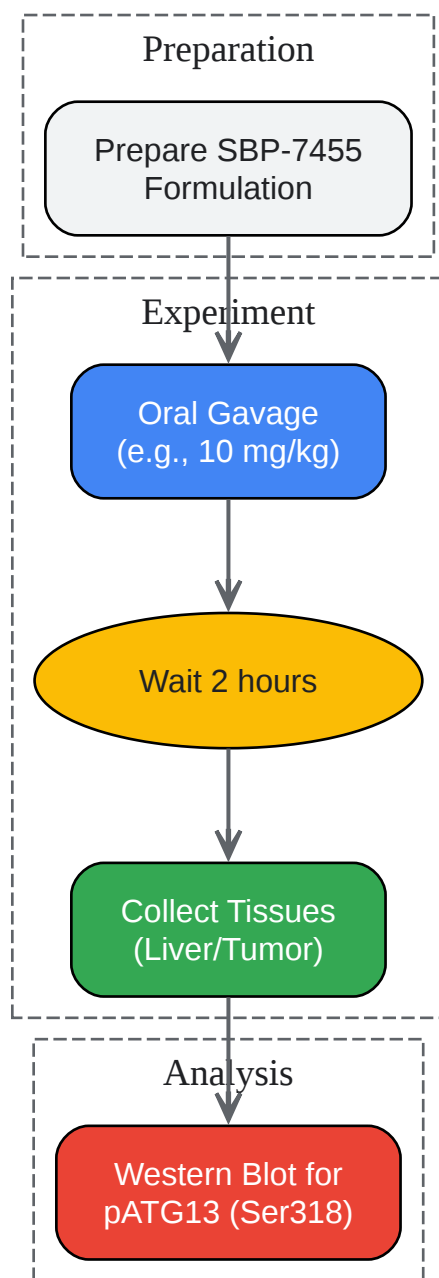 Preparation
Prepare SBP-7455
Formulation
Experiment
Oral Gavage
(e.g., 10 mg/kg)
Wait 2 hours
Collect Tissues
(Liver/Tumor)
Analysis
Western Blot for
pATG13 (Ser318)